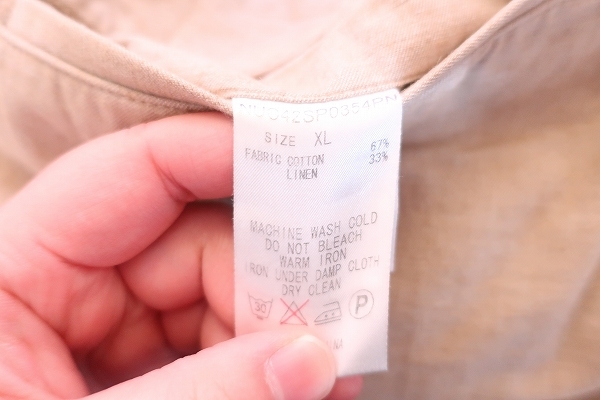 SIZE XL
FABRIC COTTON 67%
LINEN 33%
MACHINE WASH COLD
DO NOT BLEACH
WARM IRON
IRON UNDER DAMP CLOTH
DRY CLEAN
30 P
M